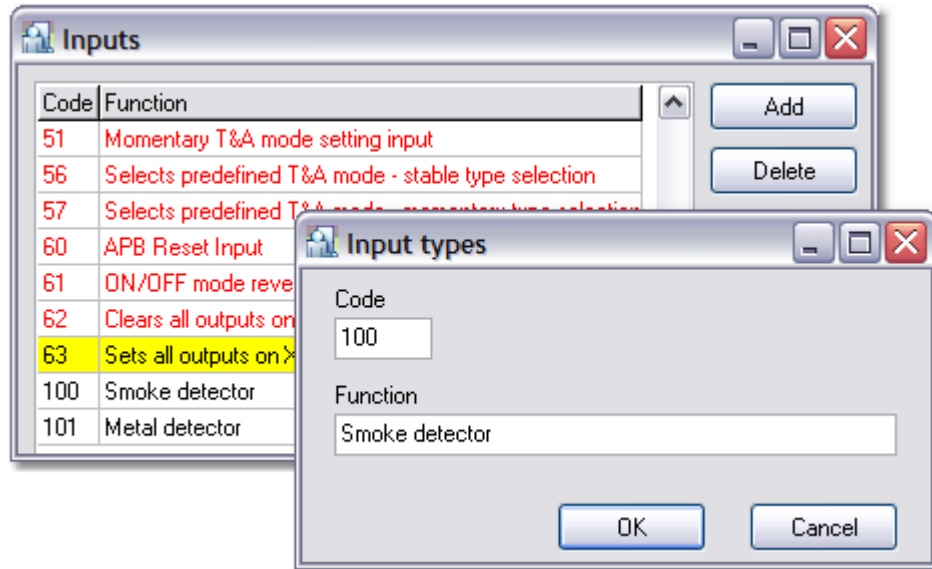 Inputs
Code Function
Add
51 Momentary T&A mode setting input
56 Selects predefined T&A mode - stable type selection
Delete
57 Selects predefined
60 APB Reset Input
61 ON/OFF mode reve
62 Clears all outputs on
63 Sets all outputs on
100 Smoke detector
101 Metal detector
Input types
Code
100
Function
Smoke detector
OK Cancel